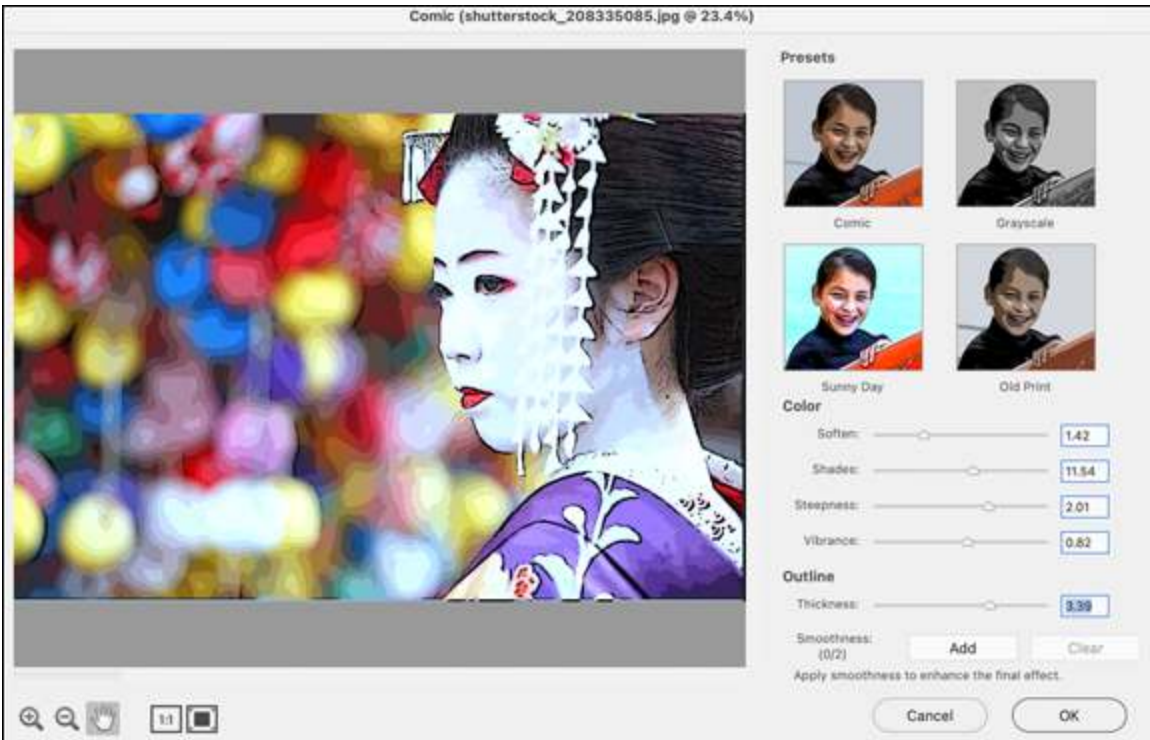 Comic (shutterstock_208335085.jpg @ 23.4%)
Presets
Comic
Grayscale
Sunny Day
Old Print
Color
Soften:
1.42
Shades:
11.54
Steepness:
2.01
Vibrance:
0.82
Outline
Thickness:
3.39
Smoothness:
(0/2)
Add
Clear
Apply smoothness to enhance the final effect.
1:1
Cancel
OK